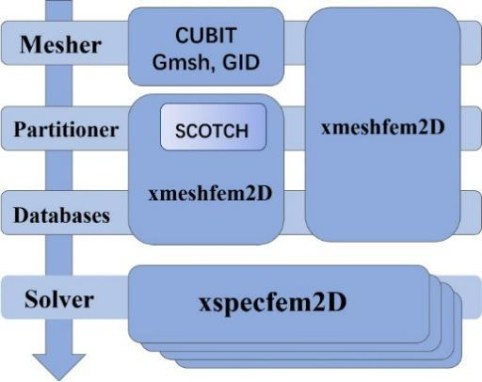 Mesher
CUBIT
Gmsh, GID
Partitioner
SCOTCH
xmeshfem2D
xmeshfem2D
Databases
Solver
xspecfem2D